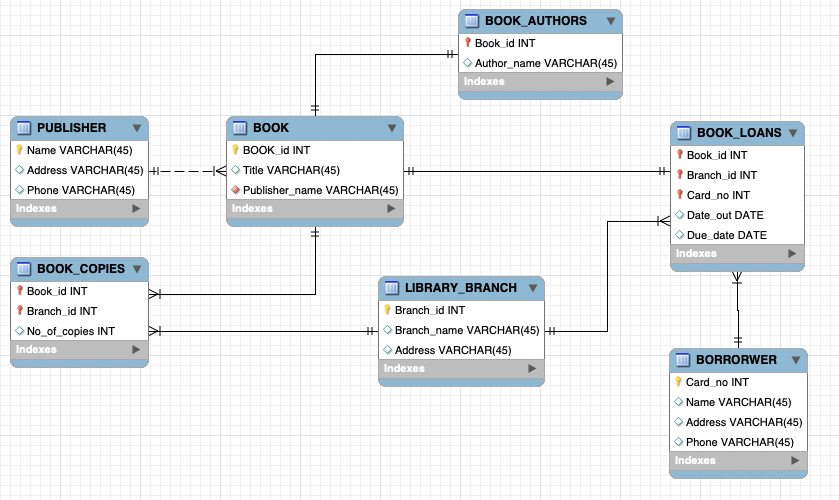 BOOK_AUTHORS
Book_id INT
Author_name VARCHAR(45)
Indexes
PUBLISHER
Name VARCHAR(45)
Address VARCHAR(45)
Phone VARCHAR(45)
Indexes
BOOK
BOOK_id INT
Title VARCHAR(45)
Publisher_name VARCHAR(45)
Indexes
BOOK_LOANS
Book_id INT
Branch_id INT
Card_no INT
Date_out DATE
Due_date DATE
Indexes
BOOK_COPIES
Book_id INT
Branch_id INT
No_of_copies INT
Indexes
LIBRARY_BRANCH
Branch_id INT
Branch_name VARCHAR(45)
Address VARCHAR(45)
Indexes
BORRORWER
Card_no INT
Name VARCHAR(45)
Address VARCHAR(45)
Phone VARCHAR(45)
Indexes